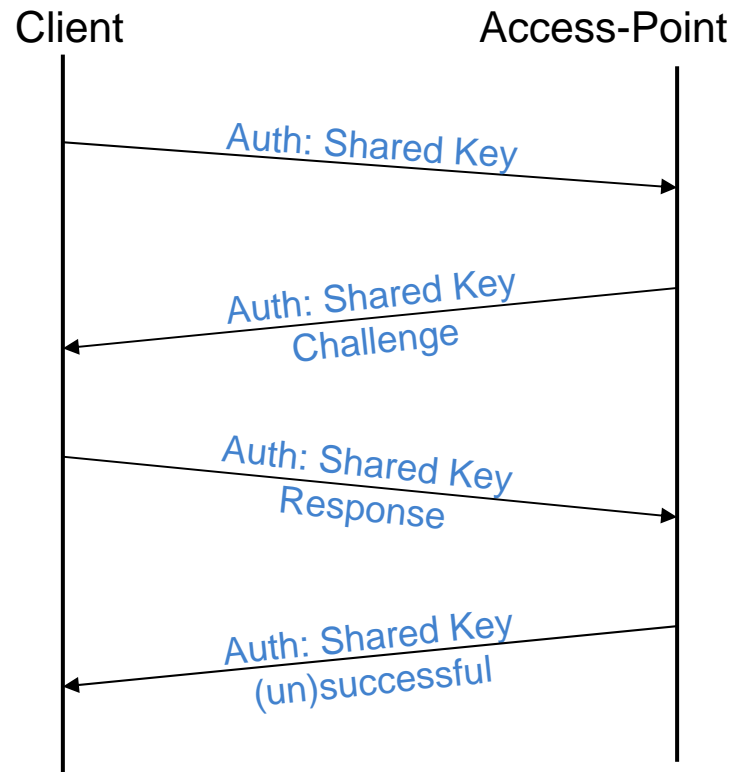 Client
Access-Point
Auth: Shared Key
Auth: Shared Key
Challenge
Auth: Shared Key
Response
Auth: Shared Key
(un)successful